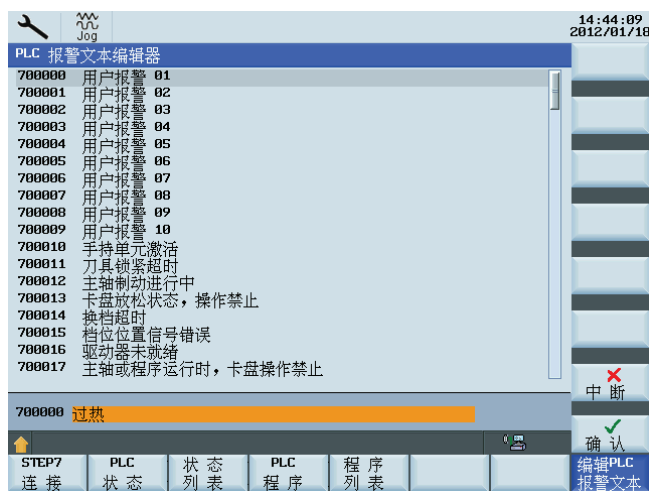 Jog
14:44:09
2012/01/18
PLC 报警文本编辑器
700000 用户报警 01
700001 用户报警 02
700002 用户报警 03
700003 用户报警 04
700004 用户报警 05
700005 用户报警 06
700006 用户报警 07
700007 用户报警 08
700008 用户报警 09
700009 用户报警 10
700010 手持单元激活
700011 刀具锁紧超时
700012 主轴制动进行中
700013 卡盘放松状态，操作禁止
700014 换档超时
700015 档位位置信号错误
700016 驱动器未就绪
700017 主轴或程序运行时，卡盘操作禁止
中断
700000 过热
确认
STEP7 连接
PLC 状态
状态列表
PLC 程序
程序列表
编辑PLC 报警文本